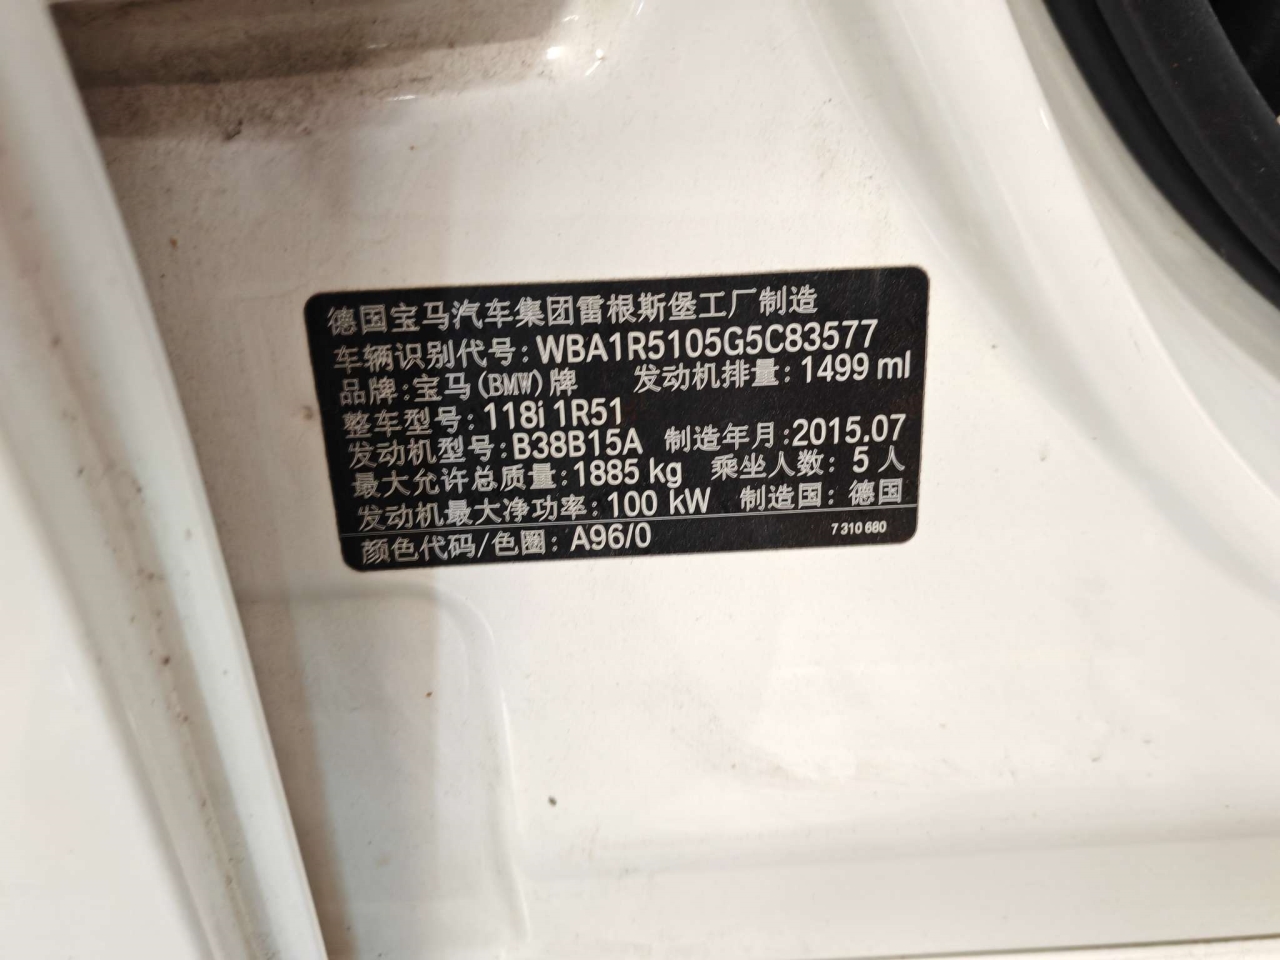 德国宝马汽车集团雷根斯堡工厂制造
车辆识别代号: WBA1R5105G5C83577
品牌: 宝马(BMW)牌 发动机排量: 1499 ml
整车型号: 118i 1R51
发动机型号: B38B15A 制造年月: 2015.07
最大允许总质量: 1885 kg 乘坐人数: 5 人
发动机最大净功率: 100 kW 制造国: 德国
颜色代码/色圈: A96/0 7 310 680